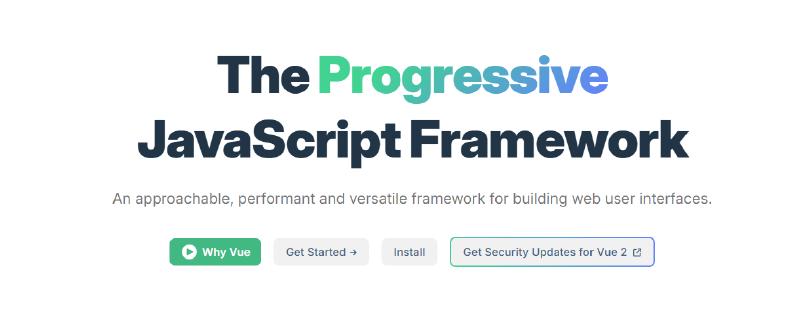 The Progressive
JavaScript Framework
An approachable, performant and versatile framework for building web user interfaces.
Why Vue Get Started → Install Get Security Updates for Vue 2